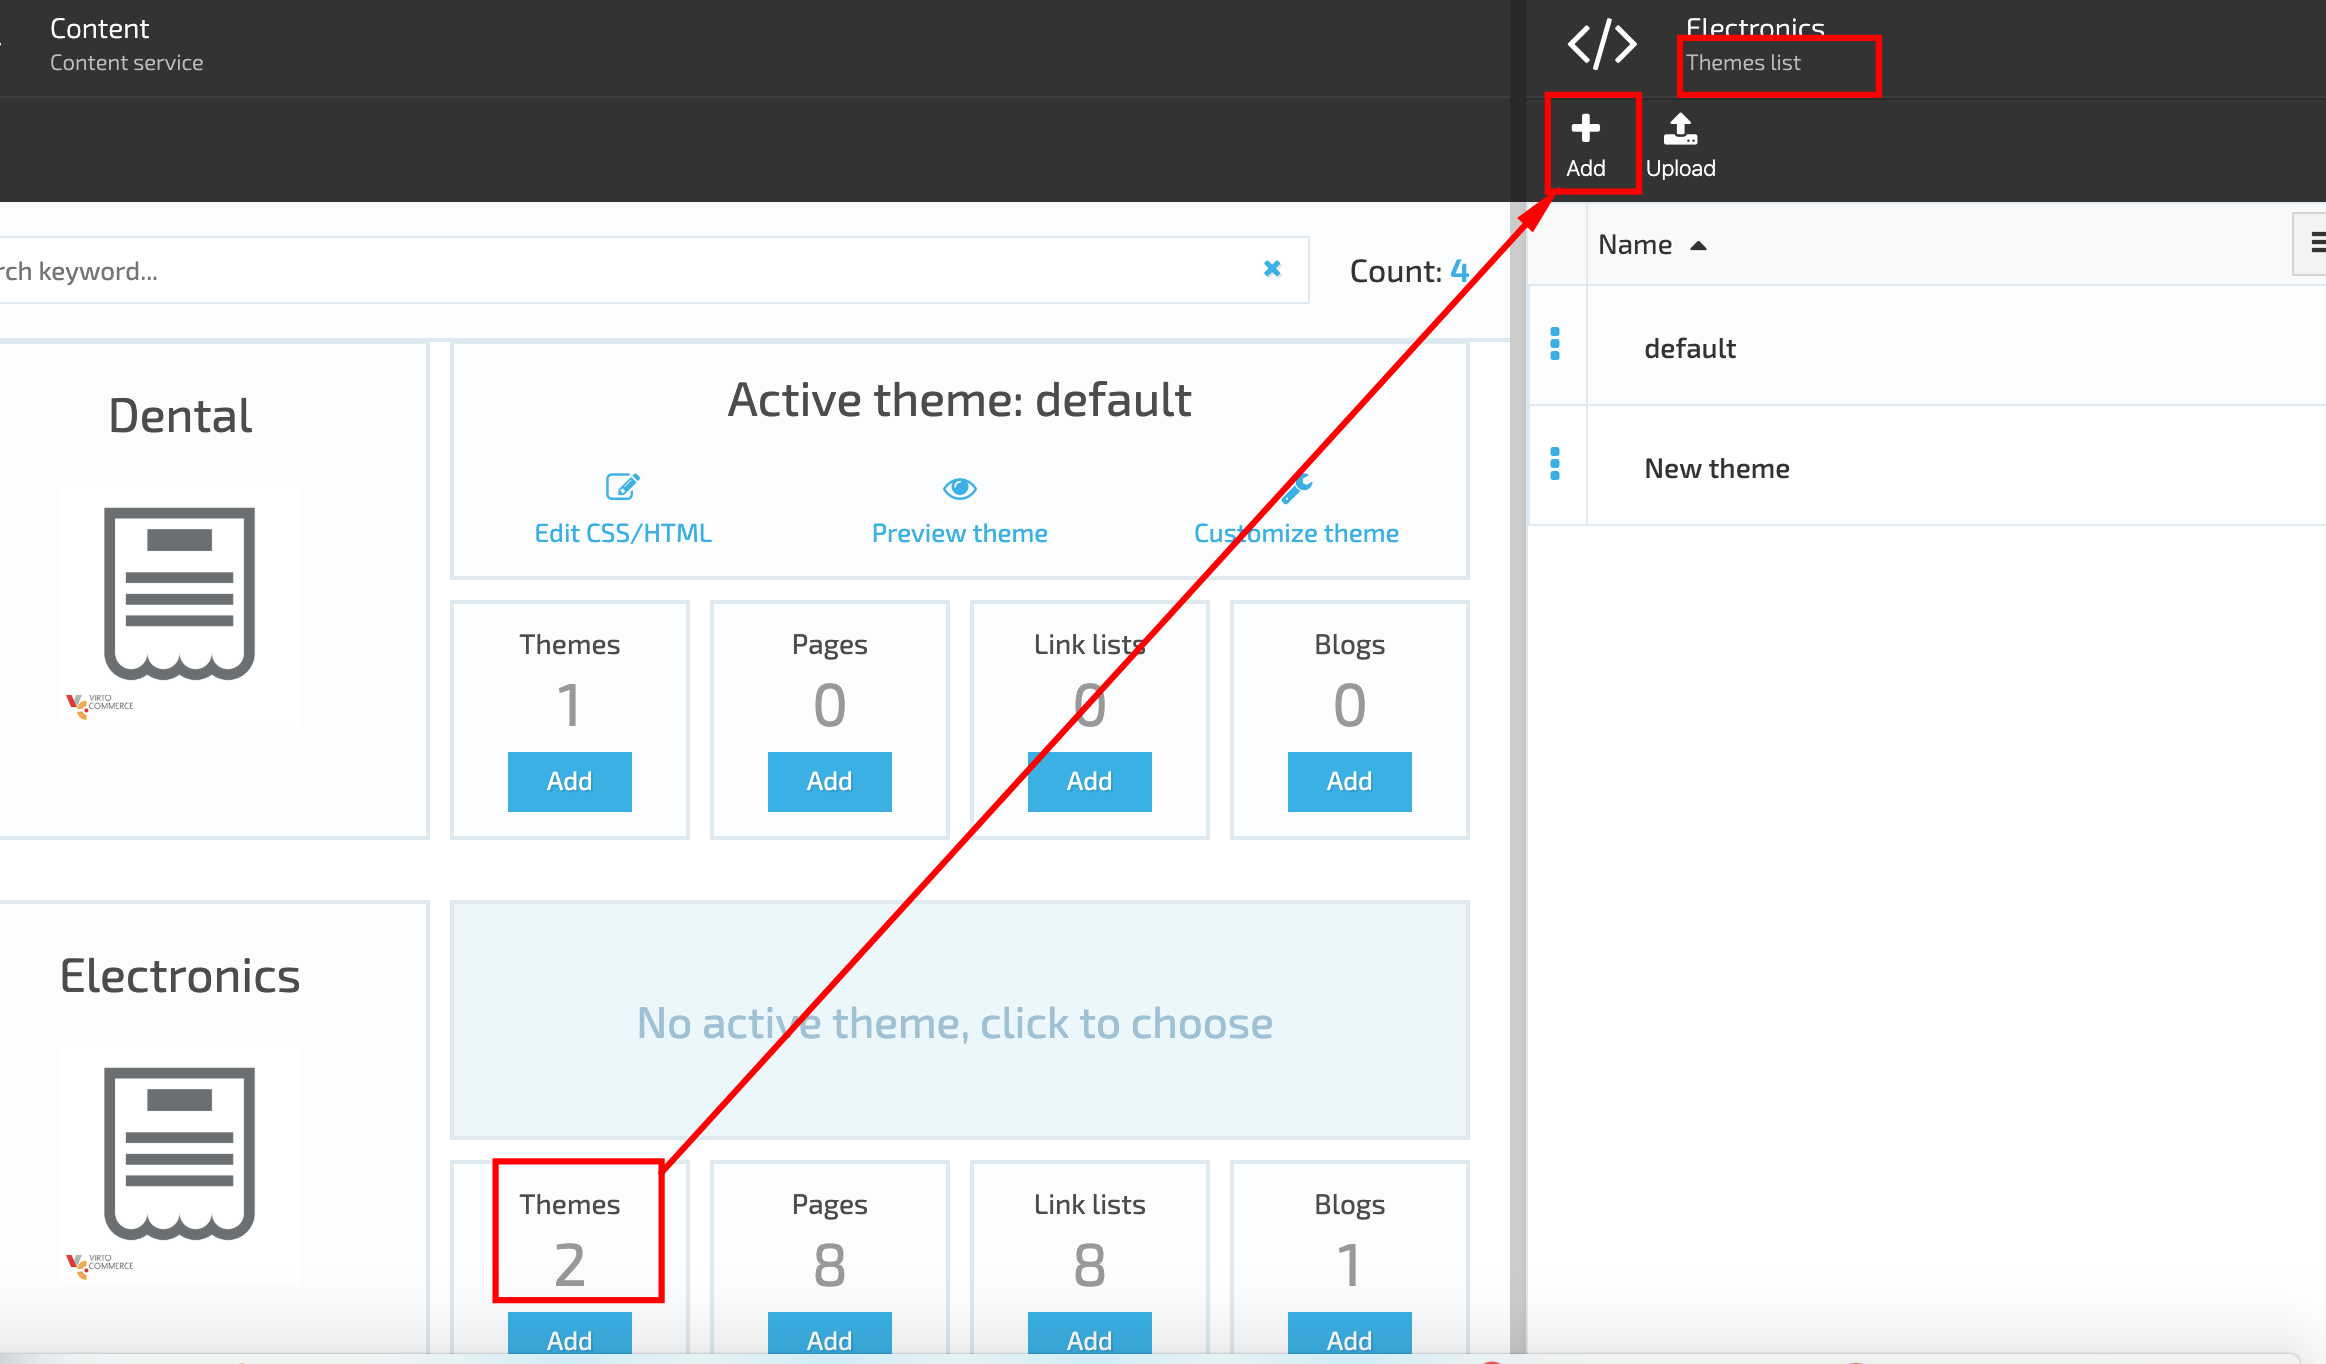 Content
Content service
Electronics
Themes list
Add
Upload
rch keyword...
Count: 4
Name
default
New theme
Dental
VIRTO
COMMERCE
Active theme: default
Edit CSS/HTML
Preview theme
Customize theme
Themes
Pages
Link lists
Blogs
1
0
0
0
Add
Add
Add
Add
Electronics
VIRTO
COMMERCE
No active theme, click to choose
Themes
Pages
Link lists
Blogs
2
8
8
1
Add
Add
Add
Add